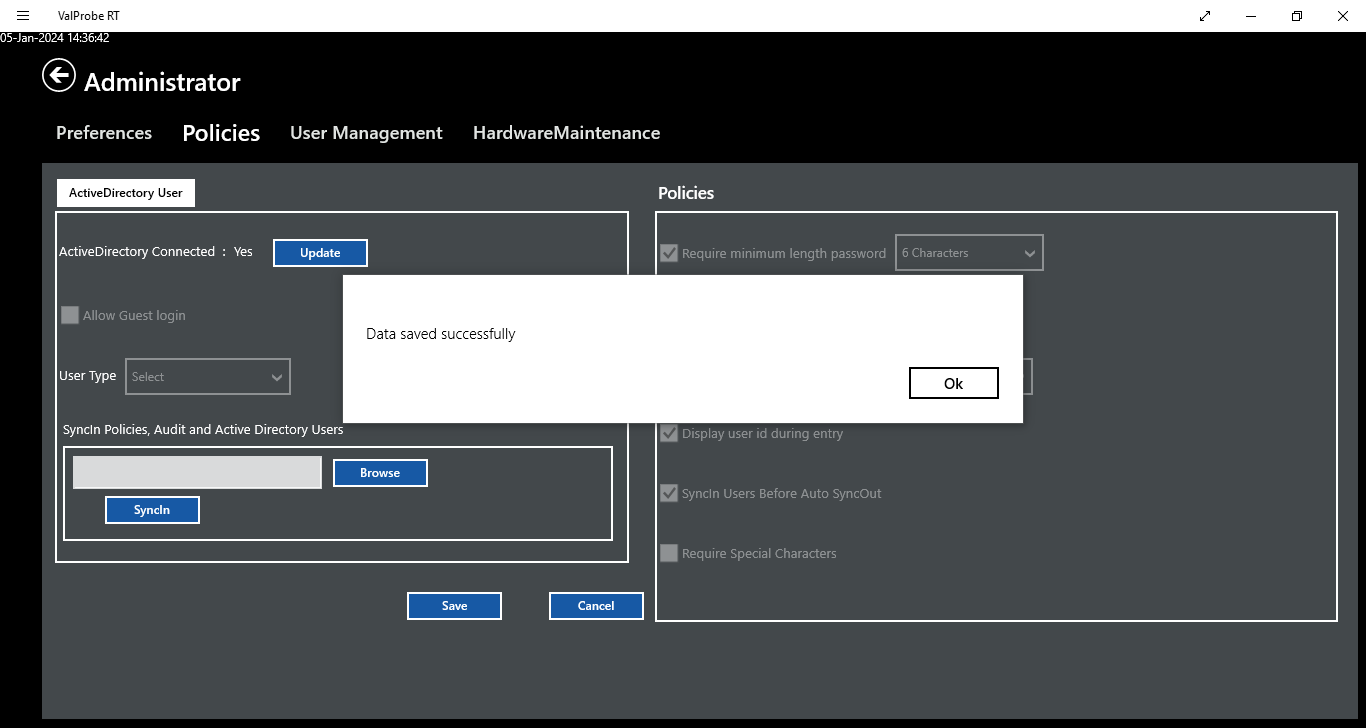 ValProbe RT
05-Jan-2024 14:36:42
Administrator
Preferences Policies User Management HardwareMaintenance
ActiveDirectory User
ActiveDirectory Connected : Yes Update
Allow Guest login
User Type Select
SyncIn Policies, Audit and Active Directory Users
Browse
SyncIn
Save Cancel
Policies
Require minimum length password 6 Characters
Display user id during entry
SyncIn Users Before Auto SyncOut
Require Special Characters
Data saved successfully
Ok